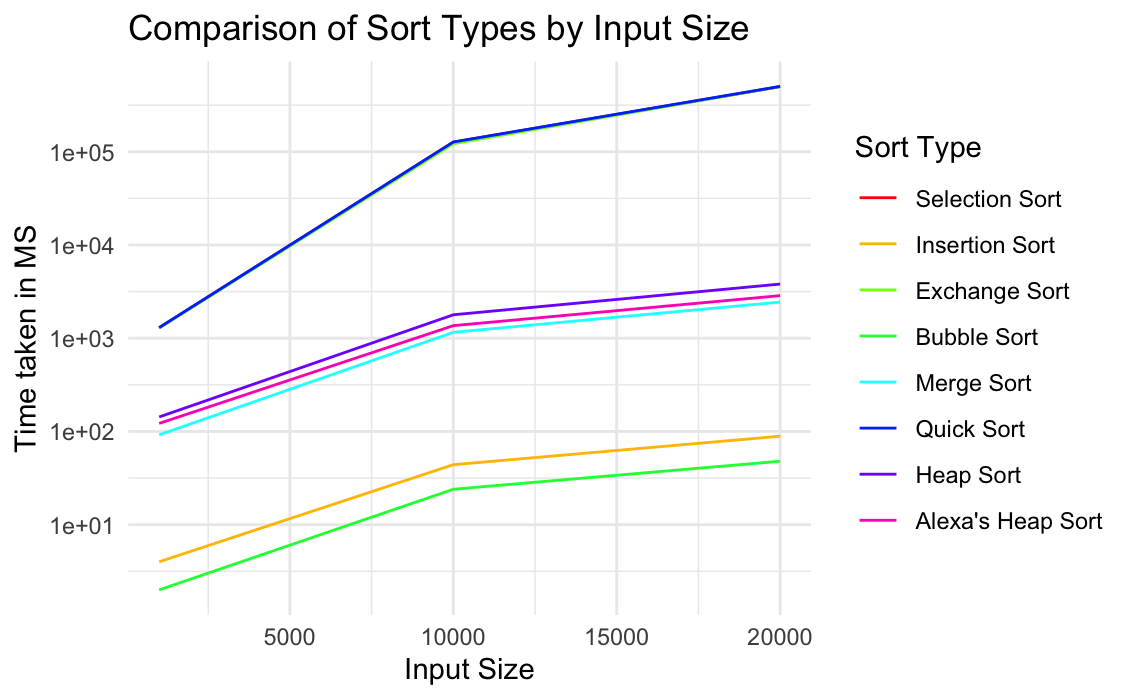 Comparison of Sort Types by Input Size
Time taken in MS
1e+05
1e+04
1e+03
1e+02
1e+01
5000
10000
15000
20000
Input Size
Sort Type
Selection Sort
Insertion Sort
Exchange Sort
Bubble Sort
Merge Sort
Quick Sort
Heap Sort
Alexa's Heap Sort